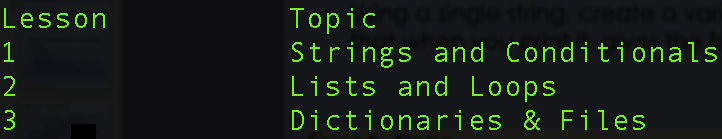 Lesson Topic
1 Strings and Conditionals
2 Lists and Loops
3 Dictionaries & Files